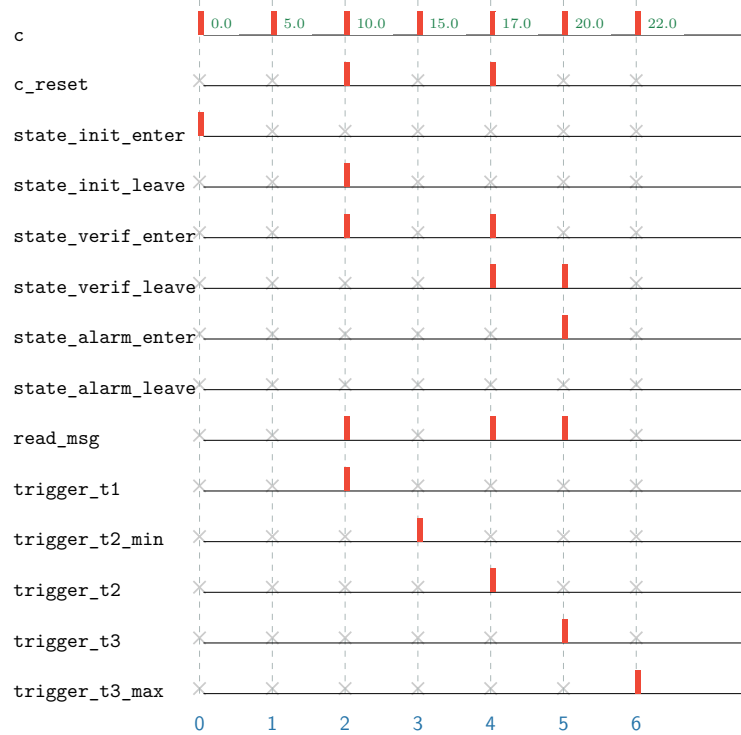 c 0.0 5.0 10.0 15.0 17.0 20.0 22.0
c_reset
state_init_enter
state_init_leave
state_verif_enter
state_verif_leave
state_alarm_enter
state_alarm_leave
read_msg
trigger_t1
trigger_t2_min
trigger_t2
trigger_t3
trigger_t3_max
0 1 2 3 4 5 6